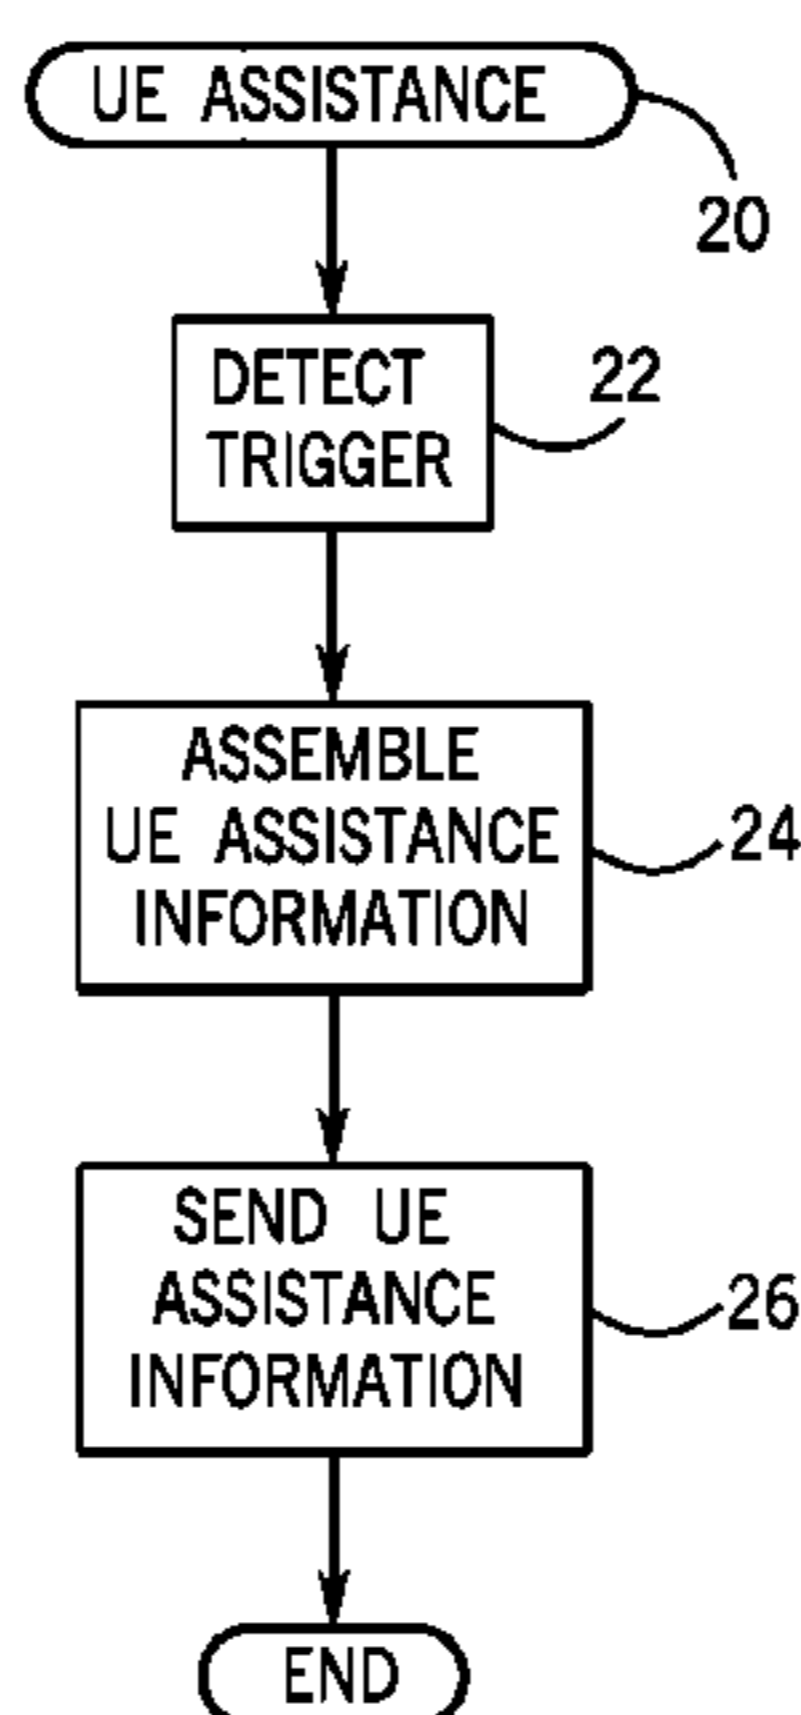 UE ASSISTANCE
20
DETECT
TRIGGER
22
ASSEMBLE
UE ASSISTANCE
INFORMATION
24
SEND UE
ASSISTANCE
INFORMATION
26
END